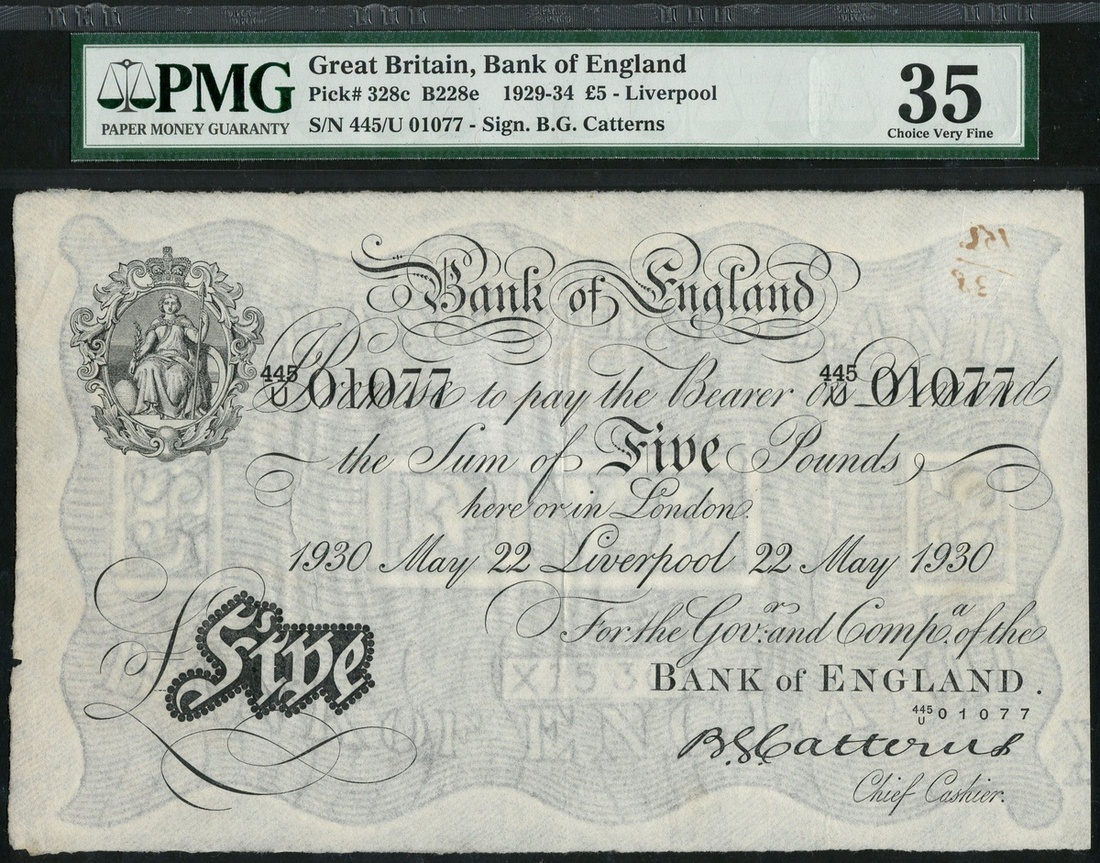 PMG
PAPER MONEY GUARANTY
Great Britain, Bank of England
Pick# 328c B228e 1929-34 £5 - Liverpool
S/N 445/U 01077 - Sign. B.G. Catterns
35
Choice Very Fine
Bank of England
445/U 01077 445/U 01077
I Promise to pay the Bearer on Demand
the Sum of Five Pounds
here or in London.
1930 May 22 Liverpool 22 May 1930
For the Govr. and Compa. of the
BANK of ENGLAND.
£Five
445/U 01077
B.G. Catterns
Chief Cashier.